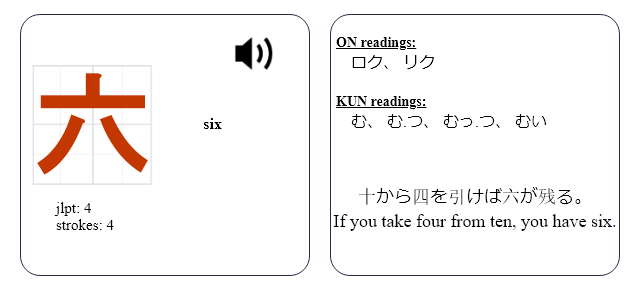 六
six
jlpt: 4
strokes: 4
ON readings:
ロク、 リク
KUN readings:
む、 む.つ、 むっ.つ、 むい
十から四を引けば六が残る。
If you take four from ten, you have six.